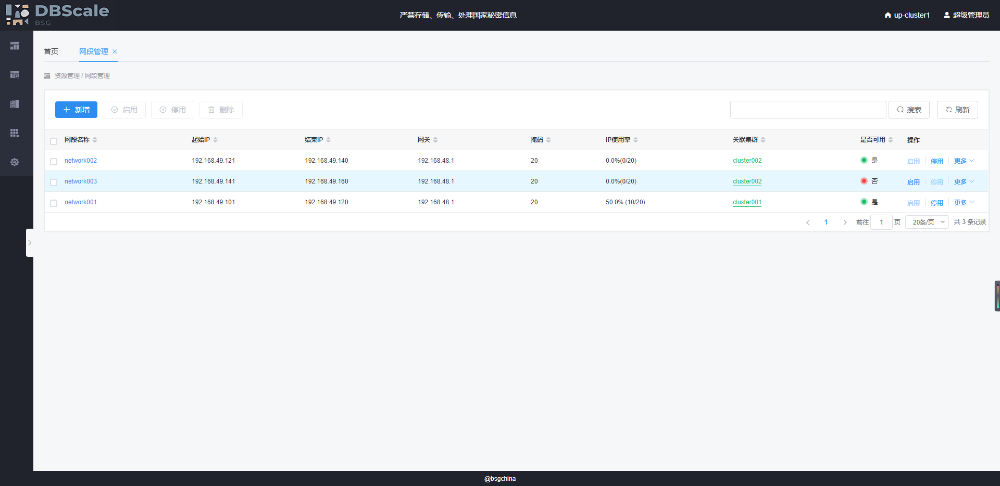 DBScale
BSG
严禁存储、传输、处理国家秘密信息
up-cluster1 超级管理员
首页 网段管理
资源管理 / 网段管理
新增 启用 停用 删除 搜索 刷新
网段名称 起始IP 结束IP 网关 掩码 IP使用率 关联集群 是否可用 操作
network002 192.168.49.121 192.168.49.140 192.168.48.1 20 0.0%(0/20) cluster002 是 启用 停用 更多
network003 192.168.49.141 192.168.49.160 192.168.48.1 20 0.0%(0/20) cluster002 否 启用 停用 更多
network001 192.168.49.101 192.168.49.120 192.168.48.1 20 50.0% (10/20) cluster001 是 启用 停用 更多
1 前往 1 页 20条/页 共 3 条记录
@bsgchina